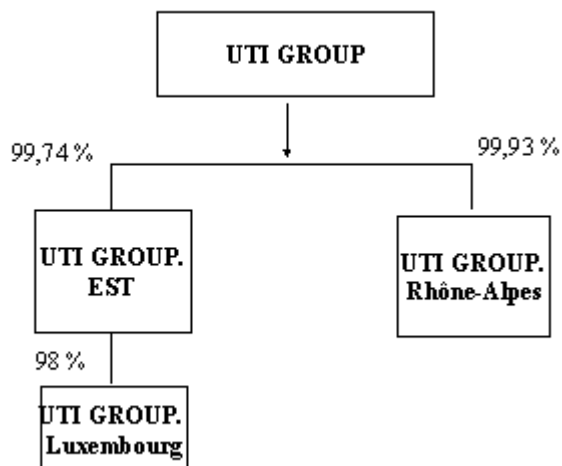 UTI GROUP
99,74 %
99,93 %
UTI GROUP.
EST
UTI GROUP.
Rhône-Alpes
98 %
UTI GROUP.
Luxembourg